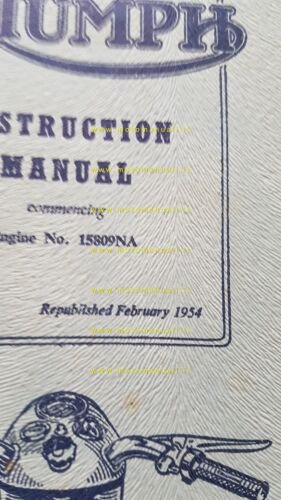 IUMPH
STRUCTION
MANUAL
commencing
ngine No. 15809NA
Republished February 1954